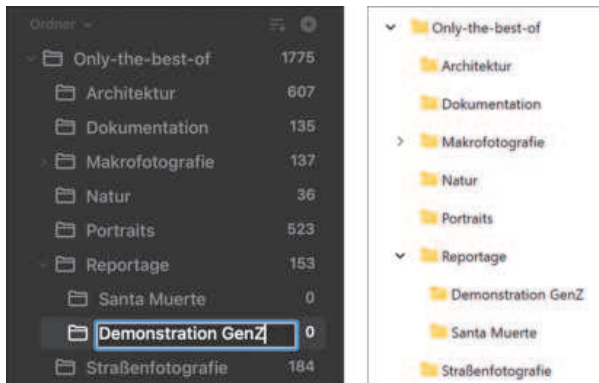 Ordner
Only-the-best-of 1775
Architektur 607
Dokumentation 135
Makrofotografie 137
Natur 36
Portraits 523
Reportage 153
Santa Muerte 0
Demonstration GenZ 0
Straßenfotografie 184
Only-the-best-of
Architektur
Dokumentation
Makrofotografie
Natur
Portraits
Reportage
Demonstration GenZ
Santa Muerte
Straßenfotografie